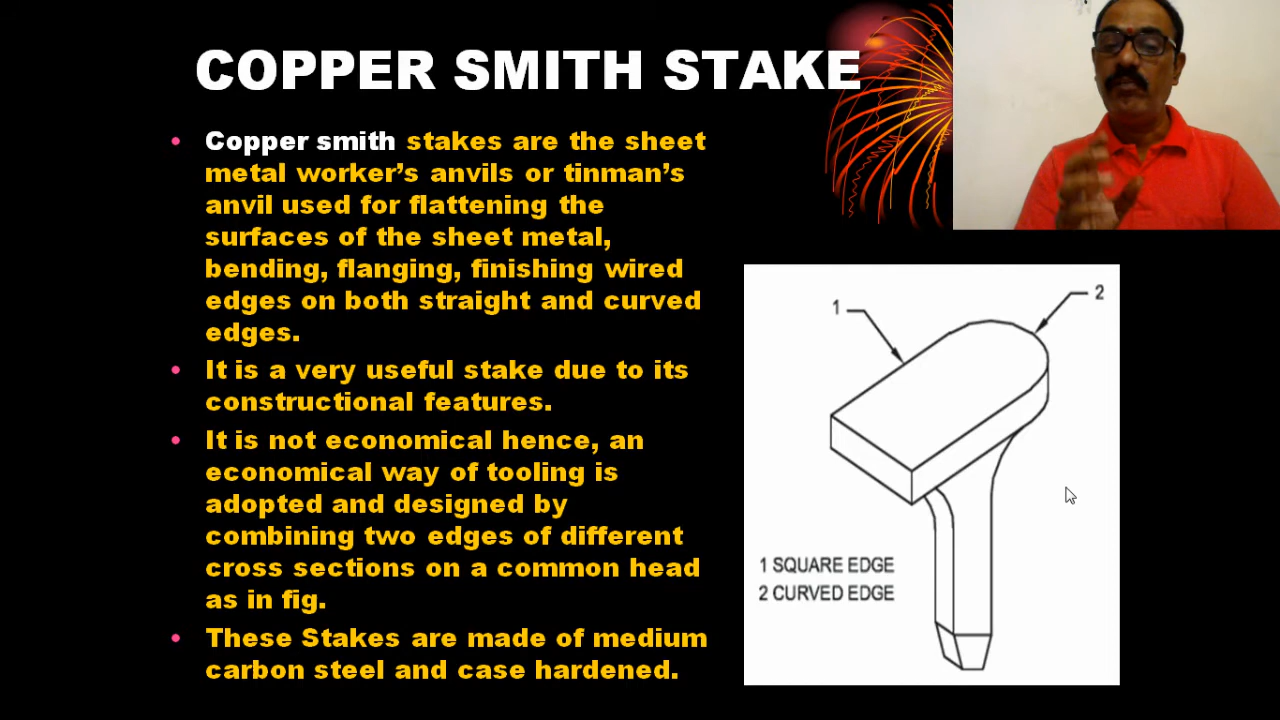 COPPER SMITH STAKE
• Copper smith stakes are the sheet
metal worker’s anvils or tinman’s
anvil used for flattening the
surfaces of the sheet metal,
bending, flanging, finishing wired
edges on both straight and curved
edges.
• It is a very useful stake due to its
constructional features.
• It is not economical hence, an
economical way of tooling is
adopted and designed by
combining two edges of different
cross sections on a common head
as in fig.
• These Stakes are made of medium
carbon steel and case hardened.
1
2
1 SQUARE EDGE
2 CURVED EDGE